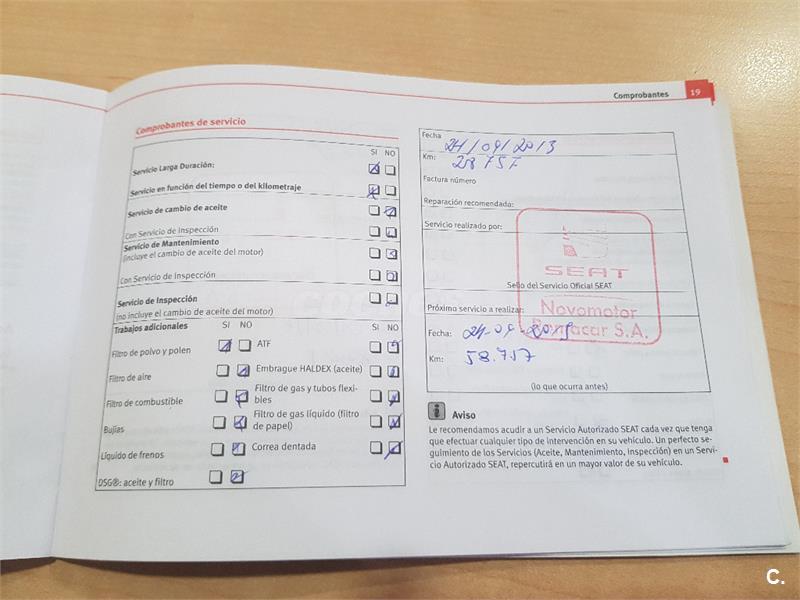 Comprobantes 19
Comprobantes de servicio
SI NO
Servicio Larga Duración:
Servicio en función del tiempo o del kilometraje
Servicio de cambio de aceite
Con Servicio de Inspección
Servicio de Mantenimiento
(incluye el cambio de aceite del motor)
Con Servicio de Inspección
Servicio de Inspección
(no incluye el cambio de aceite del motor)
Trabajos adicionales SI NO SI NO
Filtro de polvo y polen ATF
Filtro de aire Embrague HALDEX (aceite)
Filtro de combustible Filtro de gas y tubos flexi-
bles
Bujías Filtro de gas líquido (filtro
de papel)
Líquido de frenos Correa dentada
DSG®: aceite y filtro
Fecha 24/09/2013
Km: 28757
Factura número
Reparación recomendada:
Servicio realizado por:
SEAT
Sello del Servicio Oficial SEAT
Novomotor
S.A.
Próximo servicio a realizar:
Fecha: 24-09-2015
Km: 58.757
(lo que ocurra antes)
i Aviso
Le recomendamos acudir a un Servicio Autorizado SEAT cada vez que tenga
que efectuar cualquier tipo de intervención en su vehículo. Un perfecto se-
guimiento de los Servicios (Aceite, Mantenimiento, Inspección) en un Servi-
cio Autorizado SEAT, repercutirá en un mayor valor de su vehículo.
C.